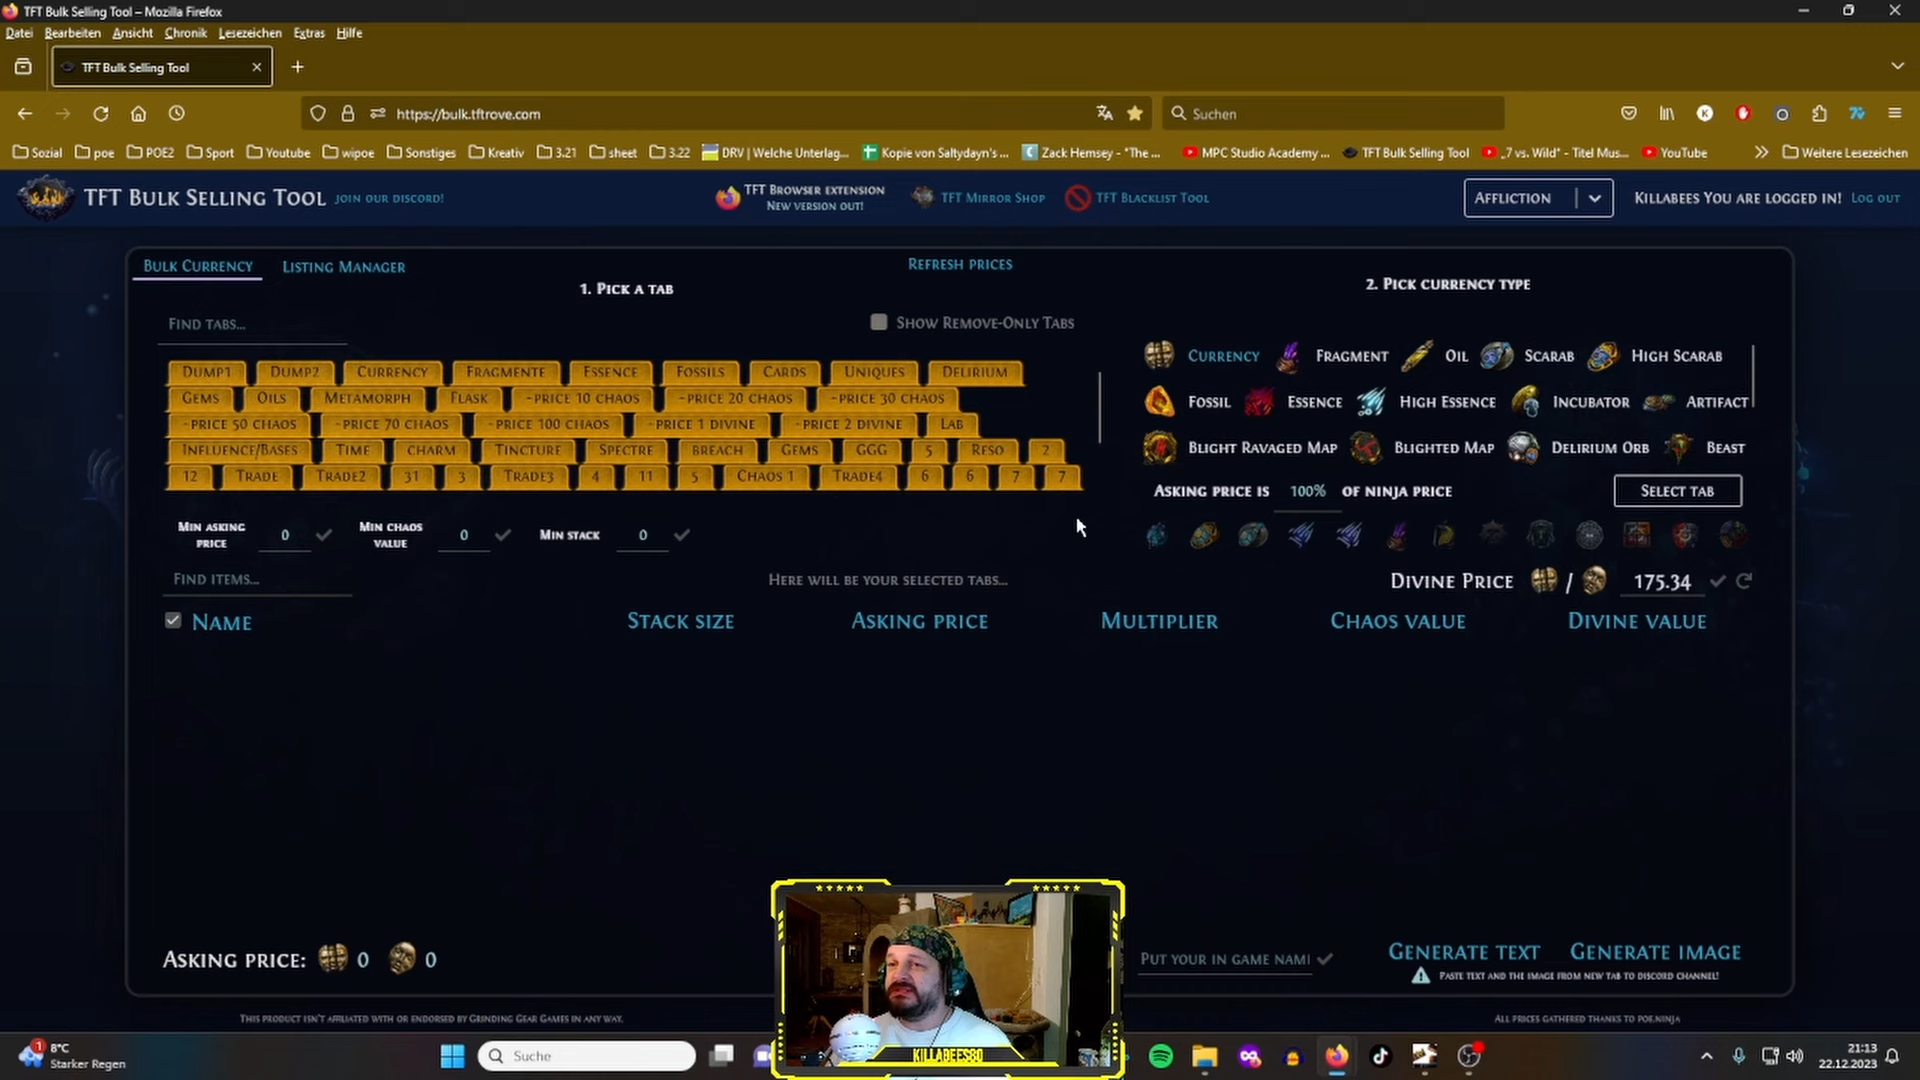 TFT Bulk Selling Tool – Mozilla Firefox
Datei Bearbeiten Ansicht Chronik Lesezeichen Extras Hilfe
TFT Bulk Selling Tool
https://bulk.tftrove.com
Suchen
Sozial poe POE2 Sport Youtube wipoe Sonstiges Kreativ 3.21 sheet 3.22 DRV | Welche Unterlag... Kopie von Saltydayn's ... Zack Hemsey - "The ... MPC Studio Academy ... TFT Bulk Selling Tool „7 vs. Wild" - Titel Mus... YouTube Weitere Lesezeichen
TFT Bulk Selling Tool JOIN OUR DISCORD! TFT Browser extension TFT Mirror Shop TFT Blacklist Tool Affliction Killabees You are logged in! Log out
New version out!
Bulk Currency Listing Manager Refresh prices
1. Pick a tab 2. Pick currency type
Find tabs... Show Remove-Only Tabs
Dump1 Dump2 Currency Fragmente Essence Fossils Cards Uniques Delirium
Gems Oils Metamorph Flask ~price 10 chaos ~price 20 chaos ~price 30 chaos
~price 50 chaos ~price 70 chaos ~price 100 chaos ~price 1 divine ~price 2 divine Lab
Influence/Bases Time charm Tincture Spectre breach Gems GGG 5 Reso 2
12 Trade Trade2 31 3 Trade3 4 11 5 Chaos 1 Trade4 6 6 7 7
Currency Fragment Oil Scarab High Scarab
Fossil Essence High Essence Incubator Artifact
Blight Ravaged Map Blighted Map Delirium Orb Beast
Asking price is 100% of ninja price Select tab
Min asking price 0 Min chaos value 0 Min stack 0
Find items... Here will be your selected tabs... Divine Price / 175.34
Name Stack size Asking price Multiplier Chaos value Divine value
Asking price: 0 0
Put your in game name
Generate text Generate image
Paste text and the image from new tab to discord channel!
KILLABEES80
This product isn't affiliated with or endorsed by Grinding Gear Games in any way.
All prices gathered thanks to poe.ninja
1
8°C
Starker Regen
Suche
21:13
22.12.2023